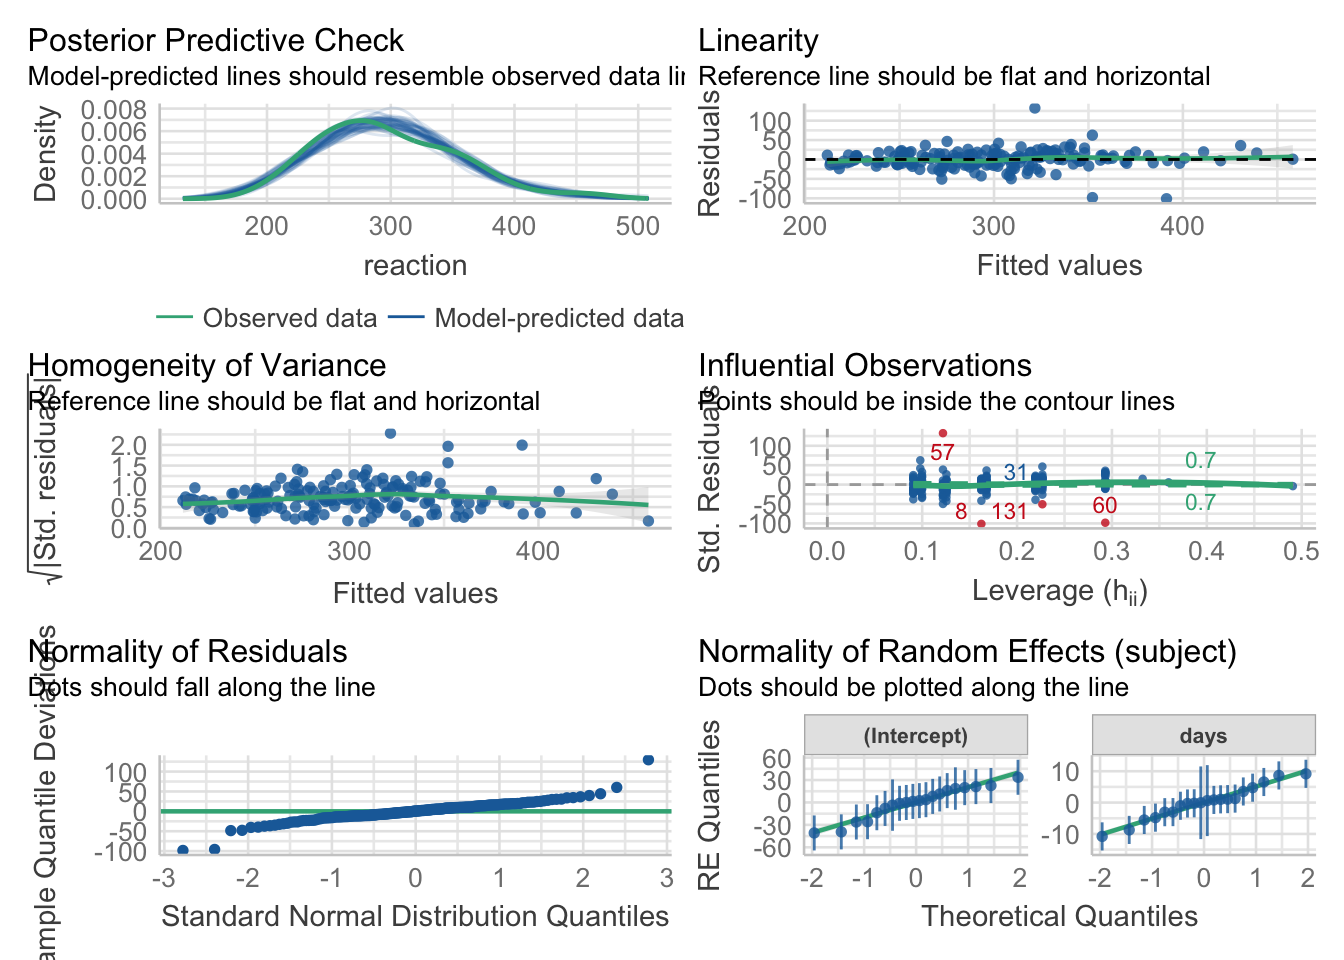 Posterior Predictive Check
Model-predicted lines should resemble observed data
Density
0.008
0.006
0.004
0.002
0.000
200 300 400 500
reaction
Observed data Model-predicted data
Linearity
Reference line should be flat and horizontal
Residuals
100
50
0
-50
-100
200 300 400
Fitted values
Homogeneity of Variance
Reference line should be flat and horizontal
√|Std. residuals|
2.0
1.5
1.0
0.5
0.0
200 300 400
Fitted values
Influential Observations
Points should be inside the contour lines
Std. Residuals
100
50
0
-50
-100
57
31
0.7
0.7
8 131 60
0.0 0.1 0.2 0.3 0.4 0.5
Leverage (hii)
Normality of Residuals
Dots should fall along the line
ample Quantile Deviations
100
50
0
-50
-100
-3 -2 -1 0 1 2 3
Standard Normal Distribution Quantiles
Normality of Random Effects (subject)
Dots should be plotted along the line
RE Quantiles
(Intercept) days
60
30
0
-30
-60
10
0
-10
-2 -1 0 1 2
-2 -1 0 1 2
Theoretical Quantiles